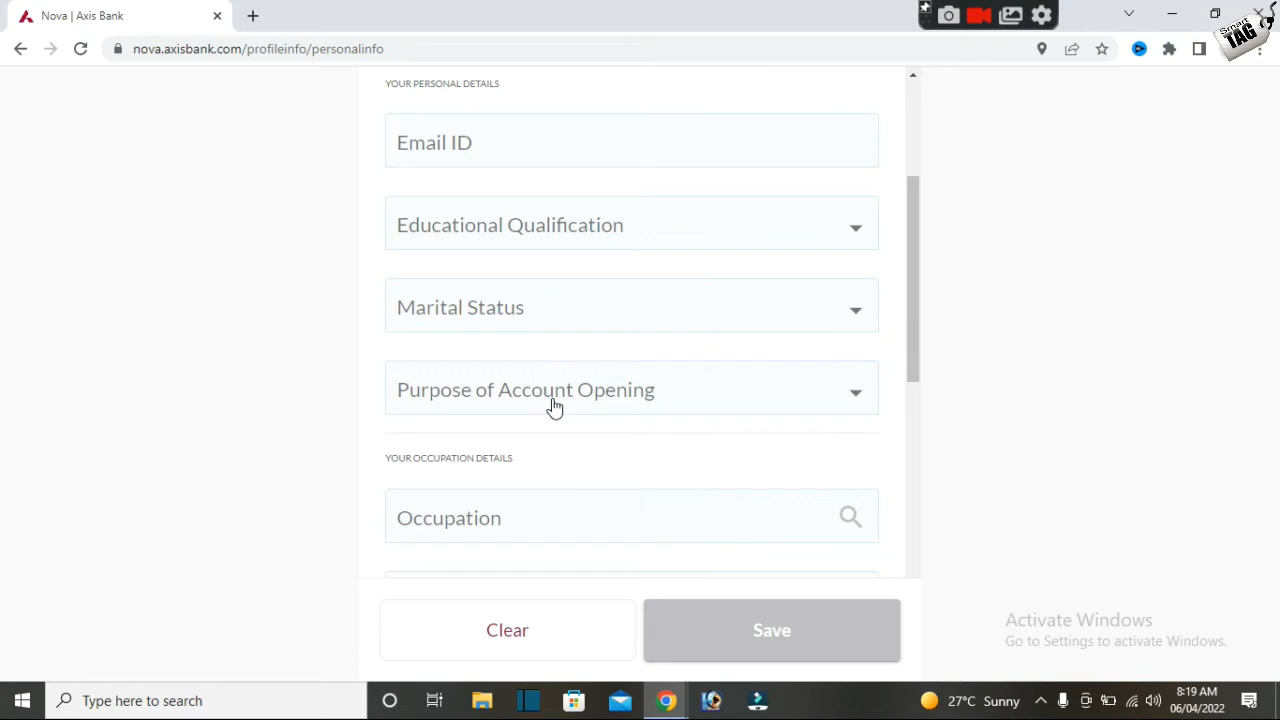 Nova | Axis Bank
nova.axisbank.com/profileinfo/personalinfo
Smart
TAG
YOUR PERSONAL DETAILS
Email ID
Educational Qualification
Marital Status
Purpose of Account Opening
YOUR OCCUPATION DETAILS
Occupation
Clear
Save
Activate Windows
Go to Settings to activate Windows.
Type here to search
27°C Sunny
8:19 AM
06/04/2022